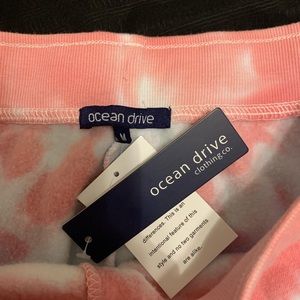 ocean drive
M
ocean drive
clothing co.
differences. This is an
intentional feature of this
style and no two garments
are alike.